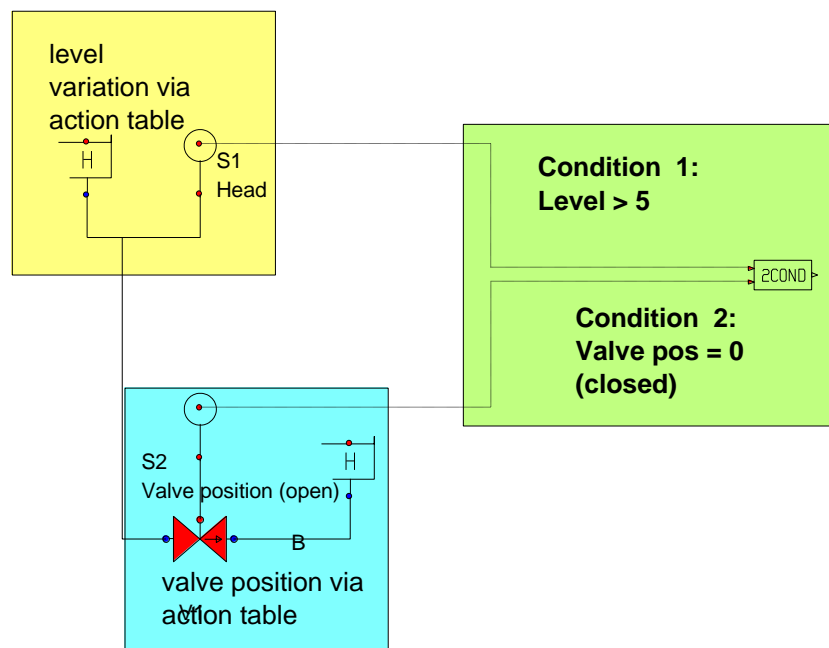 level
variation via
action table
H
S1
Head
Condition 1:
Level > 5
2COND
Condition 2:
Valve pos = 0
(closed)
H
S2
Valve position (open)
B
valve position via
V1
action table